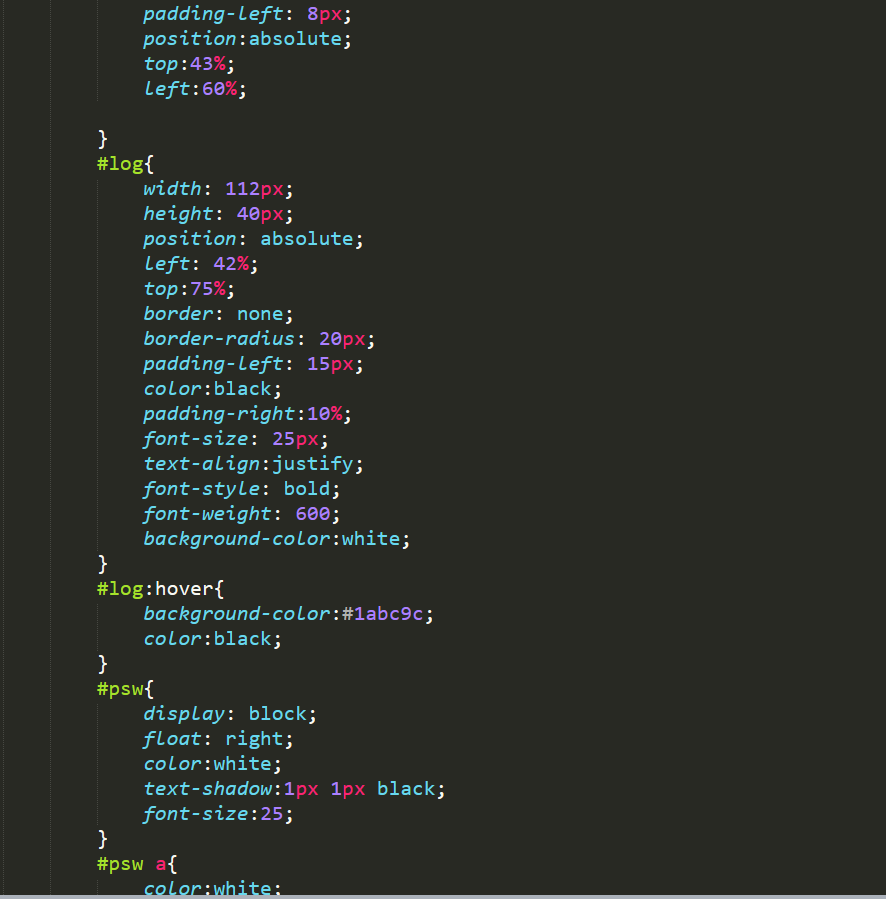 padding-left: 8px;
position:absolute;
top:43%;
left:60%;
}
#log{
width: 112px;
height: 40px;
position: absolute;
left: 42%;
top:75%;
border: none;
border-radius: 20px;
padding-left: 15px;
color:black;
padding-right:10%;
font-size: 25px;
text-align:justify;
font-style: bold;
font-weight: 600;
background-color:white;
}
#log:hover{
background-color:#1abc9c;
color:black;
}
#psw{
display: block;
float: right;
color:white;
text-shadow:1px 1px black;
font-size:25;
}
#psw a{
color:white;